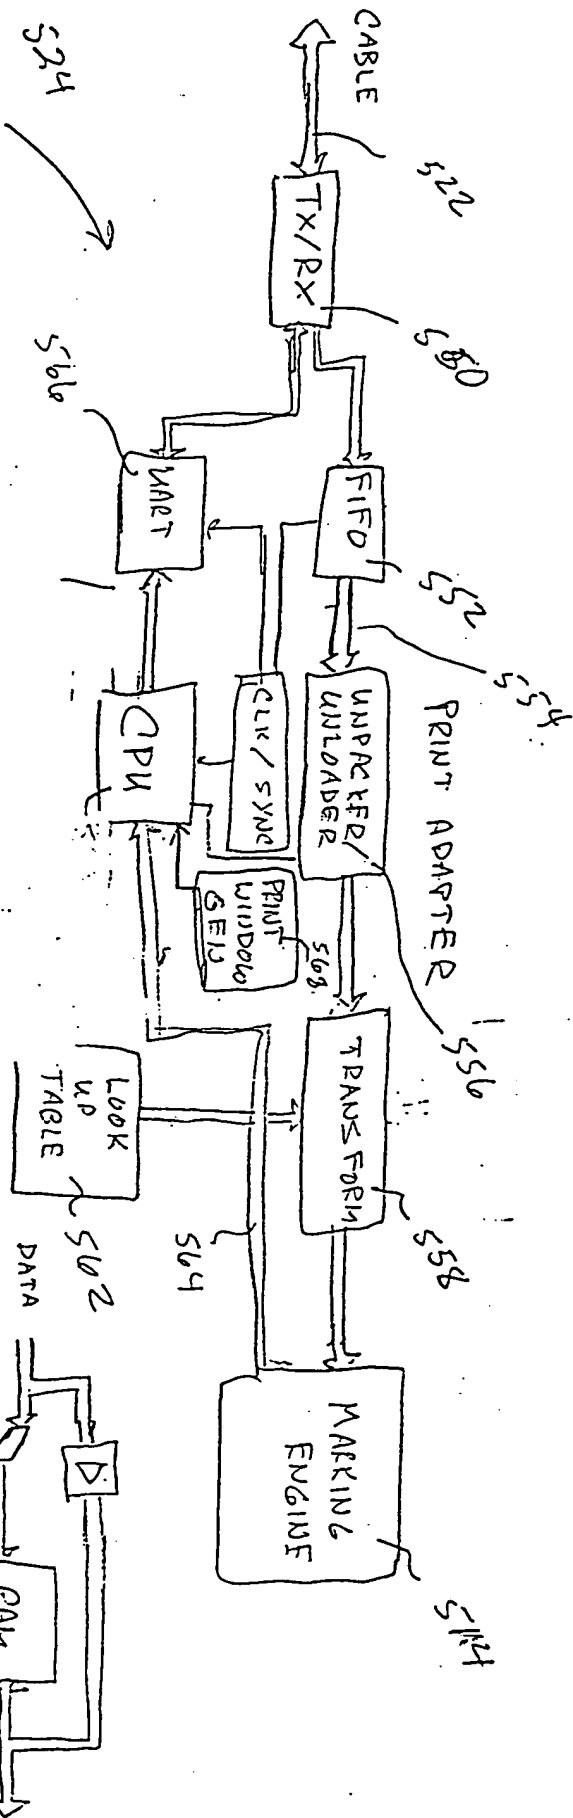 524
CABLE
522
TX/RX
550
566
UART
FIFO
552
554
PRINT ADAPTER
CPU
CLK/SYNC
UNPACKER/
UNLOADER
556
PRINT
WINDOW
GEN
568
TRANSFORM
558
LOOK
UP
TABLE
562
564
MARKING
ENGINE
514
DATA
D